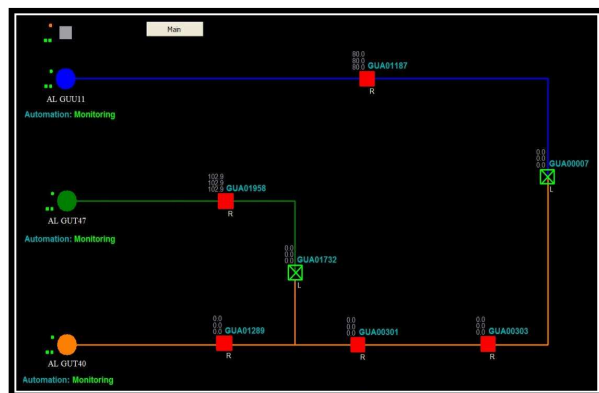 Man
80.0
80.0
80.0
GUA01187
R
AL GUU11
Automation: Monitoring
0.0
0.0
0.0
GUA00007
L
102.9
102.9
102.9
GUA01958
R
AL GUT47
Automation: Monitoring
0.0
0.0
0.0
GUA01732
L
0.0
0.0
0.0
GUA01289
R
0.0
0.0
0.0
GUA00301
R
0.0
0.0
0.0
GUA00303
R
AL GUT40
Automation: Monitoring